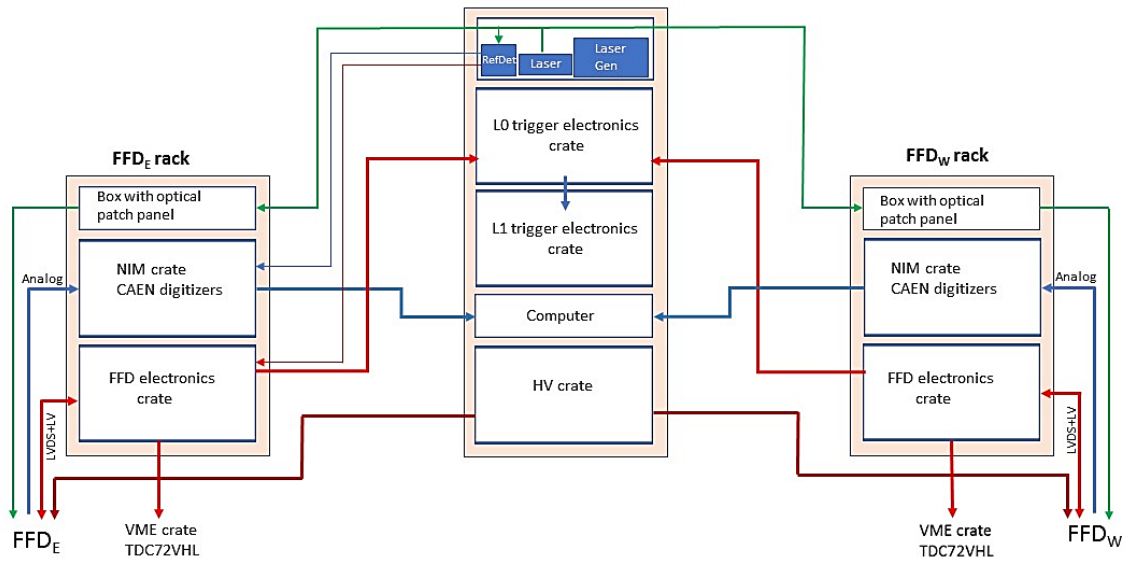 RefDet
Laser
Laser
Gen
L0 trigger electronics
crate
L1 trigger electronics
crate
Computer
HV crate
FFDE rack
Box with optical
patch panel
NIM crate
CAEN digitizers
FFD electronics
crate
Analog
LVDS+LV
FFDE
VME crate
TDC72VHL
FFDW rack
Box with optical
patch panel
NIM crate
CAEN digitizers
FFD electronics
crate
Analog
LVDS+LV
VME crate
TDC72VHL
FFDW